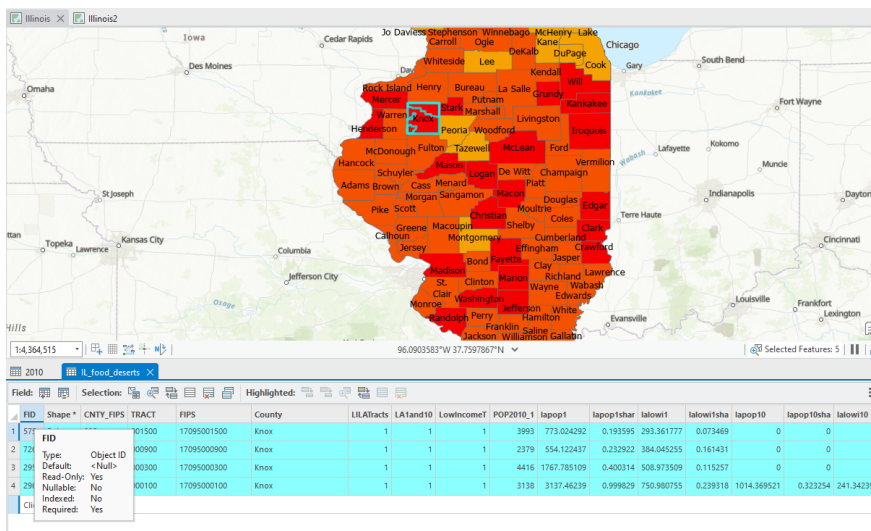 Illinois
Illinois2
Iowa
Cedar Rapids
Des Moines
Omaha
Jo Daviess Stephenson Winnebago McHenry Lake
Carroll Ogle Kane
DeKalb
Chicago
Whiteside Lee DuPage
Cook
Kendall
Will
Gary
South Bend
Rock Island Henry Bureau La Salle Grundy
Kankakee
Mercer Putnam
Kankakee
Stark Marshall
Warren Knox Livingston
Fort Wayne
Henderson Peoria Woodford Iroquois
McDonough Fulton Tazewell McLean Ford
Lafayette
Kokomo
Wabash
Muncie
Hancock Mason Vermilion
Schuyler Logan De Witt Champaign
Adams Brown Cass Menard Piatt
Morgan Sangamon Macon
Douglas
Indianapolis
Dayton
Pike Scott Moultrie Edgar
Christian Coles
Terre Haute
Greene Macoupin Shelby Clark
Calhoun Montgomery Cumberland
Jersey Effingham Crawford
Cincinnati
St Joseph
Topeka
Lawrence
Kansas City
Columbia
Jefferson City
Osage
Bond Fayette Jasper
Madison Clay
St. Clinton Marion Richland Lawrence
Clair Wayne Wabash
Monroe Washington Edwards
Jefferson White
Randolph Perry Hamilton
Franklin Saline
Jackson Williamson Gallatin
Evansville
Louisville
Frankfort
Lexington
1:4,364,515
96.0903583°W 37.7597867°N
Selected Features: 5
2010
IL_food_deserts
Field: Selection: Highlighted:
FID Shape * CNTY_FIPS TRACT FIPS County LILATracts LA1and10 LowIncomeT POP2010_1 lapop1 lapop1shar lalowi1 lalowi1sha lapop10 lapop10sha lalowi10
1 001500 17095001500 Knox 1 1 1 3993 773.024292 0.193595 293.361777 0.073469 0 0
2 000900 17095000900 Knox 1 1 1 2379 554.122437 0.232922 384.045255 0.161431 0 0
3 000300 17095000300 Knox 1 1 1 4416 1767.785109 0.400314 508.973509 0.115257 0 0
4 000100 17095000100 Knox 1 1 1 3138 3137.46239 0.999829 750.980755 0.239318 1014.369521 0.323254 241.34239
FID
Type: Object ID
Default: <Null>
Read-Only: Yes
Nullable: No
Indexed: No
Required: Yes